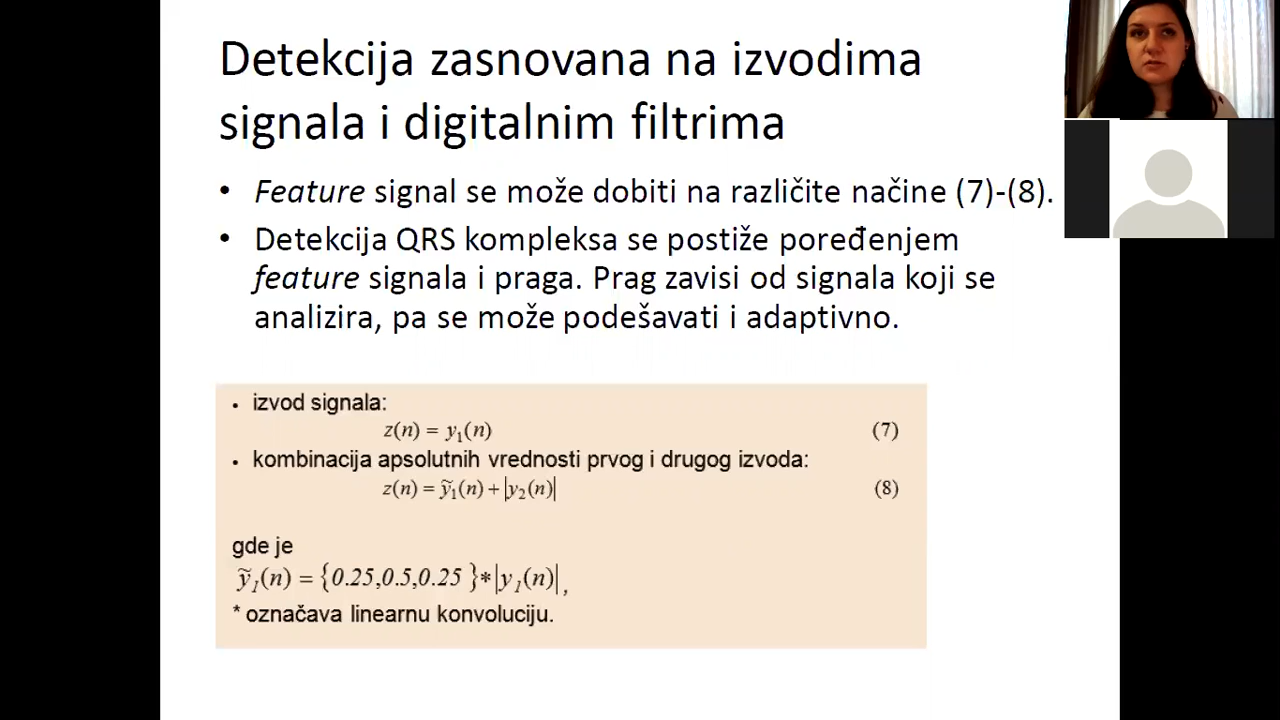 Detekcija zasnovana na izvodima
signala i digitalnim filtrima
• Feature signal se može dobiti na različite načine (7)-(8).
• Detekcija QRS kompleksa se postiže poređenjem
feature signala i praga. Prag zavisi od signala koji se
analizira, pa se može podešavati i adaptivno.
• izvod signala:
z(n) = y₁(n) (7)
• kombinacija apsolutnih vrednosti prvog i drugog izvoda:
z(n) = ỹ₁(n) + |y₂(n)| (8)
gde je
ỹ₁(n) = {0.25,0.5,0.25 }*|y₁(n)|,
* označava linearnu konvoluciju.